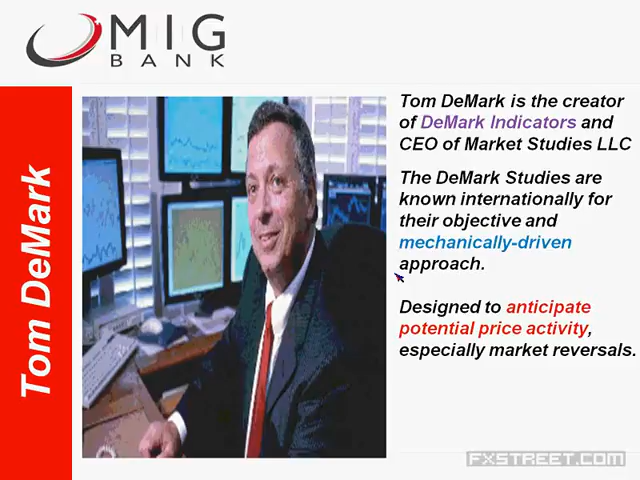 MIG
BANK
Tom DeMark
Tom DeMark is the creator
of DeMark Indicators and
CEO of Market Studies LLC
The DeMark Studies are
known internationally for
their objective and
mechanically-driven
approach.
Designed to anticipate
potential price activity,
especially market reversals.
FXSTREET.COM